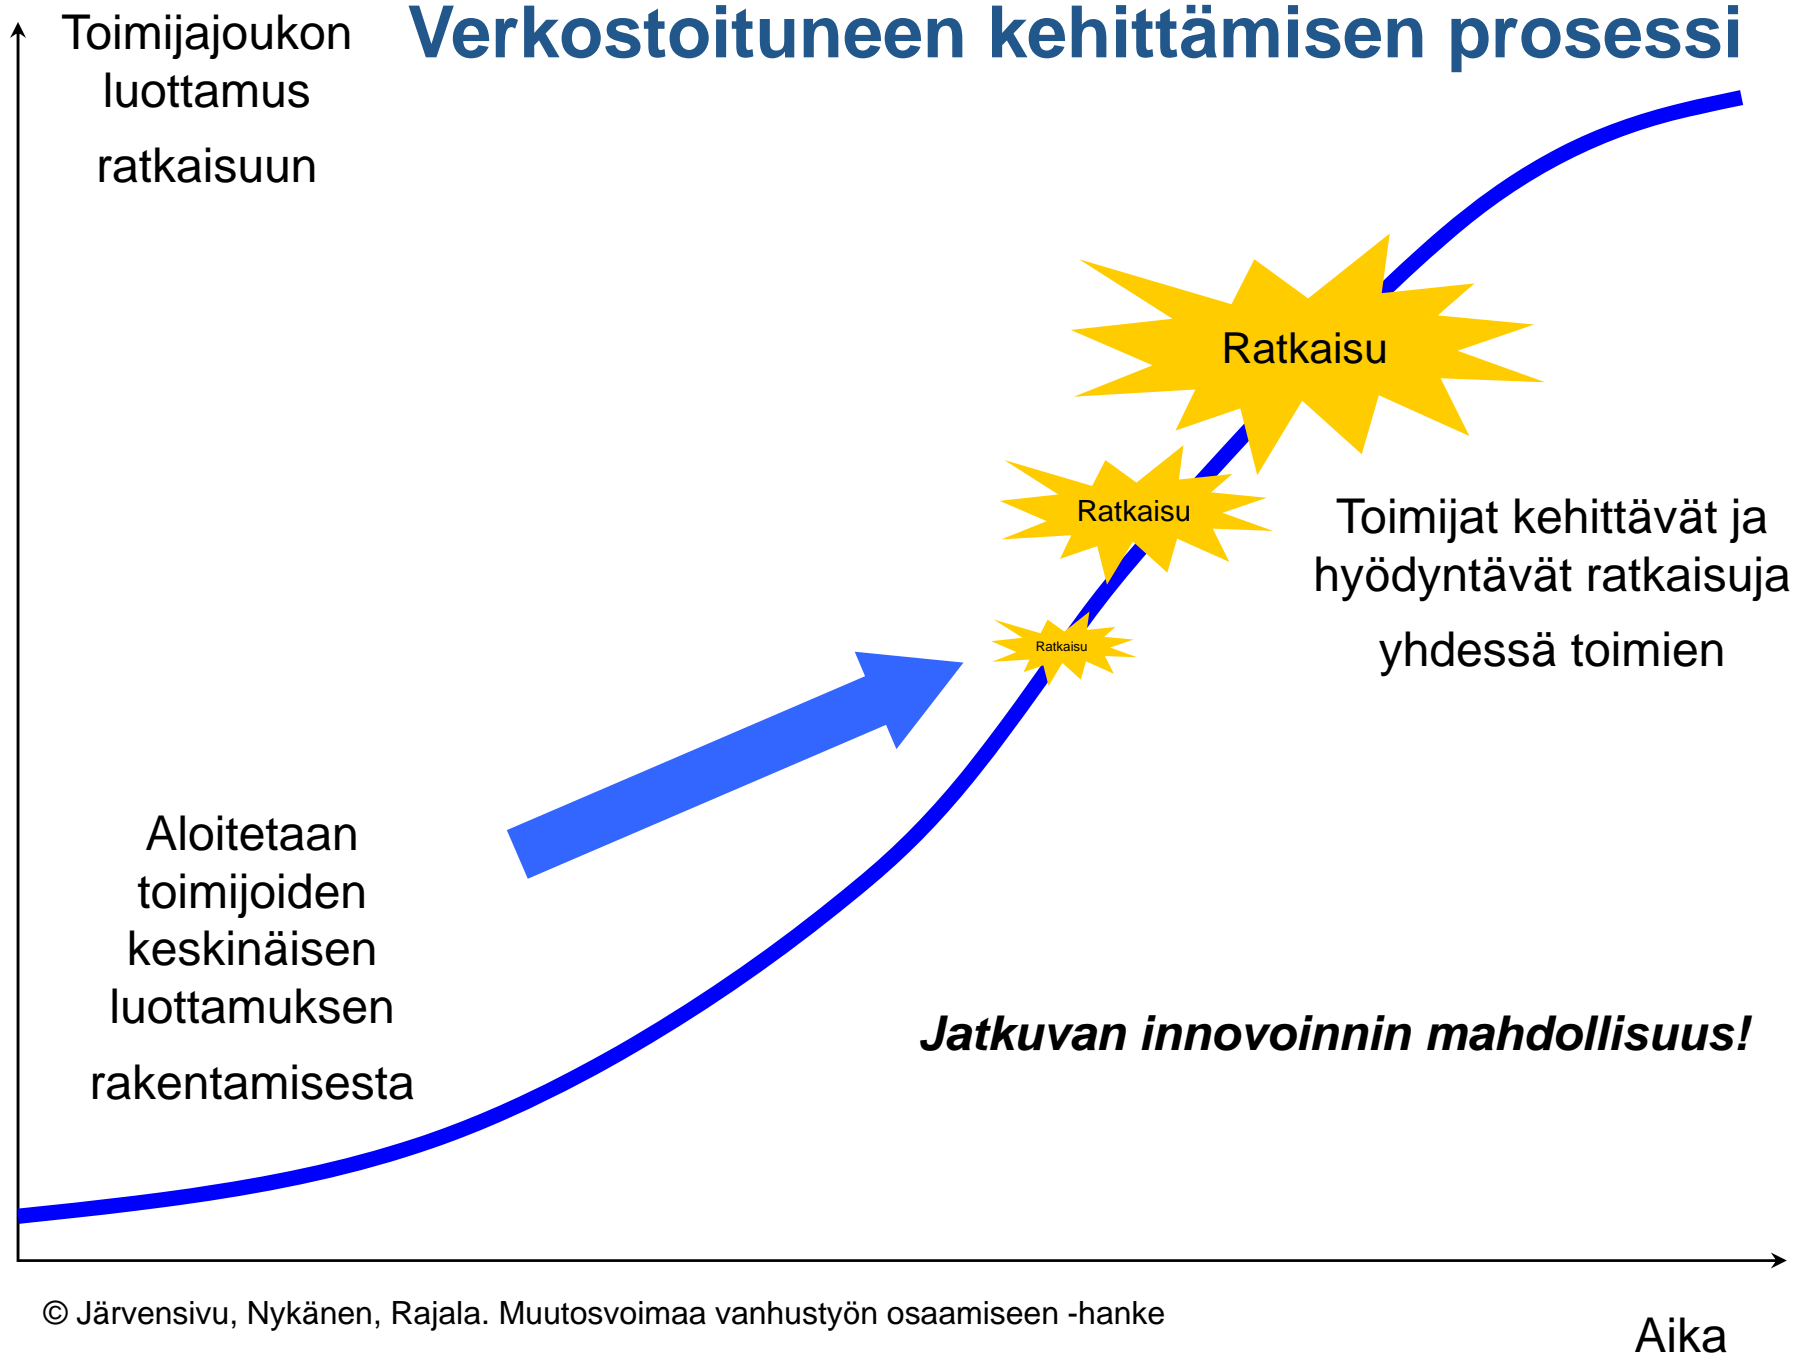 Verkostoituneen kehittämisen prosessi
Toimijajoukon
luottamus
ratkaisuun
Ratkaisu
Ratkaisu
Ratkaisu
Toimijat kehittävät ja
hyödyntävät ratkaisuja
yhdessä toimien
Aloitetaan
toimijoiden
keskinäisen
luottamuksen
rakentamisesta
Jatkuvan innovoinnin mahdollisuus!
© Järvensivu, Nykänen, Rajala. Muutosvoimaa vanhustyön osaamiseen -hanke
Aika